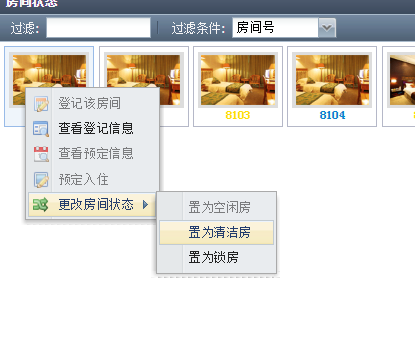 房间状态
过滤: 过滤条件: 房间号
8103 8104
登记该房间
查看登记信息
查看预定信息
预定入住
更改房间状态
置为空闲房
置为清洁房
置为锁房